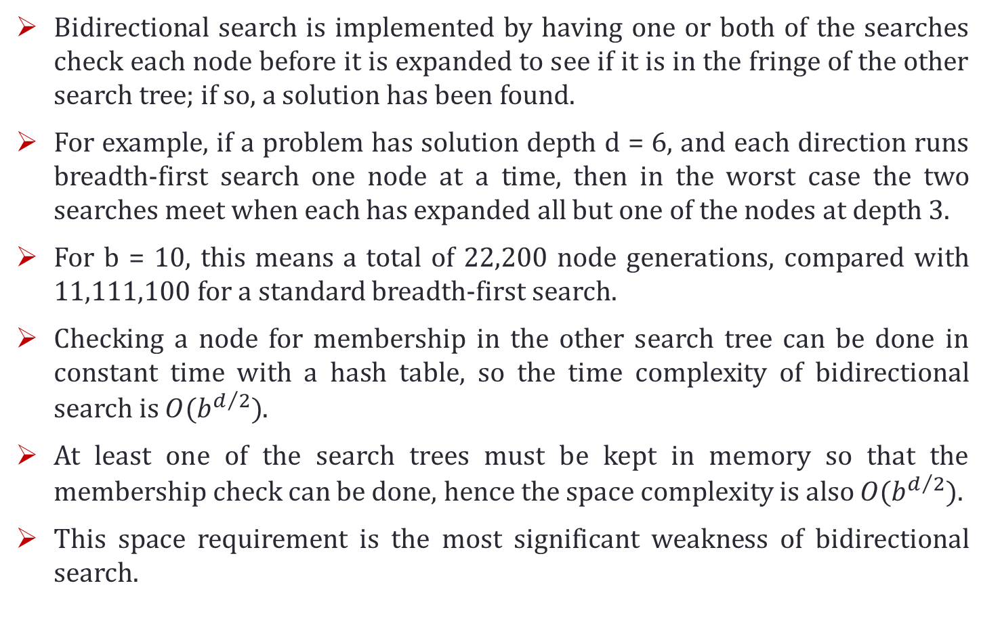 ➢ Bidirectional search is implemented by having one or both of the searches
check each node before it is expanded to see if it is in the fringe of the other
search tree; if so, a solution has been found.
➢ For example, if a problem has solution depth d = 6, and each direction runs
breadth-first search one node at a time, then in the worst case the two
searches meet when each has expanded all but one of the nodes at depth 3.
➢ For b = 10, this means a total of 22,200 node generations, compared with
11,111,100 for a standard breadth-first search.
➢ Checking a node for membership in the other search tree can be done in
constant time with a hash table, so the time complexity of bidirectional
search is O(b^{d/2}).
➢ At least one of the search trees must be kept in memory so that the
membership check can be done, hence the space complexity is also O(b^{d/2}).
➢ This space requirement is the most significant weakness of bidirectional
search.